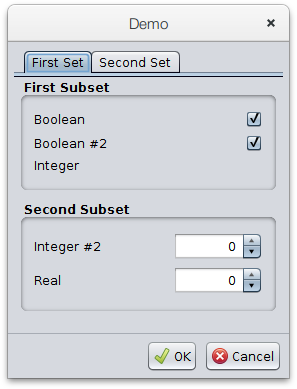 Demo
First Set Second Set
First Subset
Boolean
Boolean #2
Integer
Second Subset
Integer #2 0
Real 0
OK Cancel